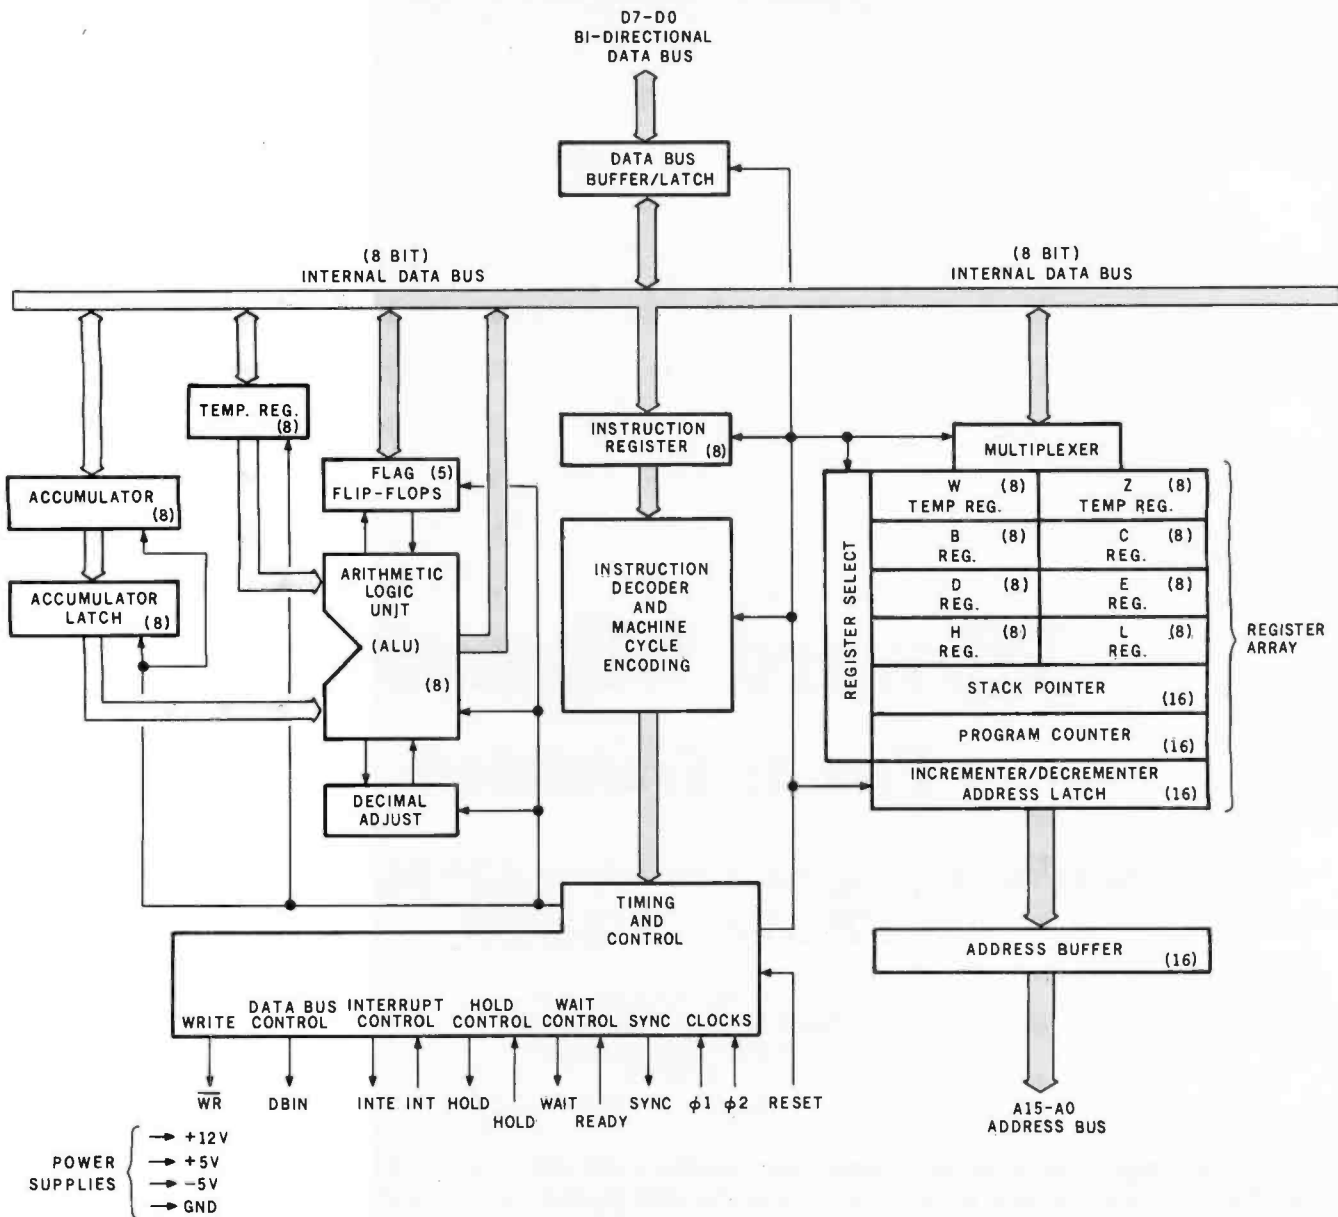 D7-D0
BI-DIRECTIONAL
DATA BUS
DATA BUS
BUFFER/LATCH
(8 BIT)
INTERNAL DATA BUS
(8 BIT)
INTERNAL DATA BUS
TEMP. REG.
(8)
ACCUMULATOR
(8)
ACCUMULATOR
LATCH
(8)
FLAG (5)
FLIP-FLOPS
ARITHMETIC
LOGIC
UNIT
(ALU)
(8)
DECIMAL
ADJUST
INSTRUCTION
REGISTER
(8)
INSTRUCTION
DECODER
AND
MACHINE
CYCLE
ENCODING
MULTIPLEXER
REGISTER SELECT
W (8)
TEMP REG.
Z (8)
TEMP REG.
B (8)
REG.
C (8)
REG.
D (8)
REG.
E (8)
REG.
H (8)
REG.
L (8)
REG.
STACK POINTER
(16)
PROGRAM COUNTER
(16)
INCREMENTER/DECREMENTER
ADDRESS LATCH
(16)
REGISTER
ARRAY
TIMING
AND
CONTROL
WRITE
DATA BUS
CONTROL
INTERRUPT
CONTROL
HOLD
CONTROL
WAIT
CONTROL
SYNC
CLOCKS
ADDRESS BUFFER
(16)
W̅R̅
DBIN
INTE
INT
HOLD
HOLD
WAIT
READY
SYNC
ϕ1
ϕ2
RESET
A15-A0
ADDRESS BUS
POWER
SUPPLIES
+12V
+5V
-5V
GND